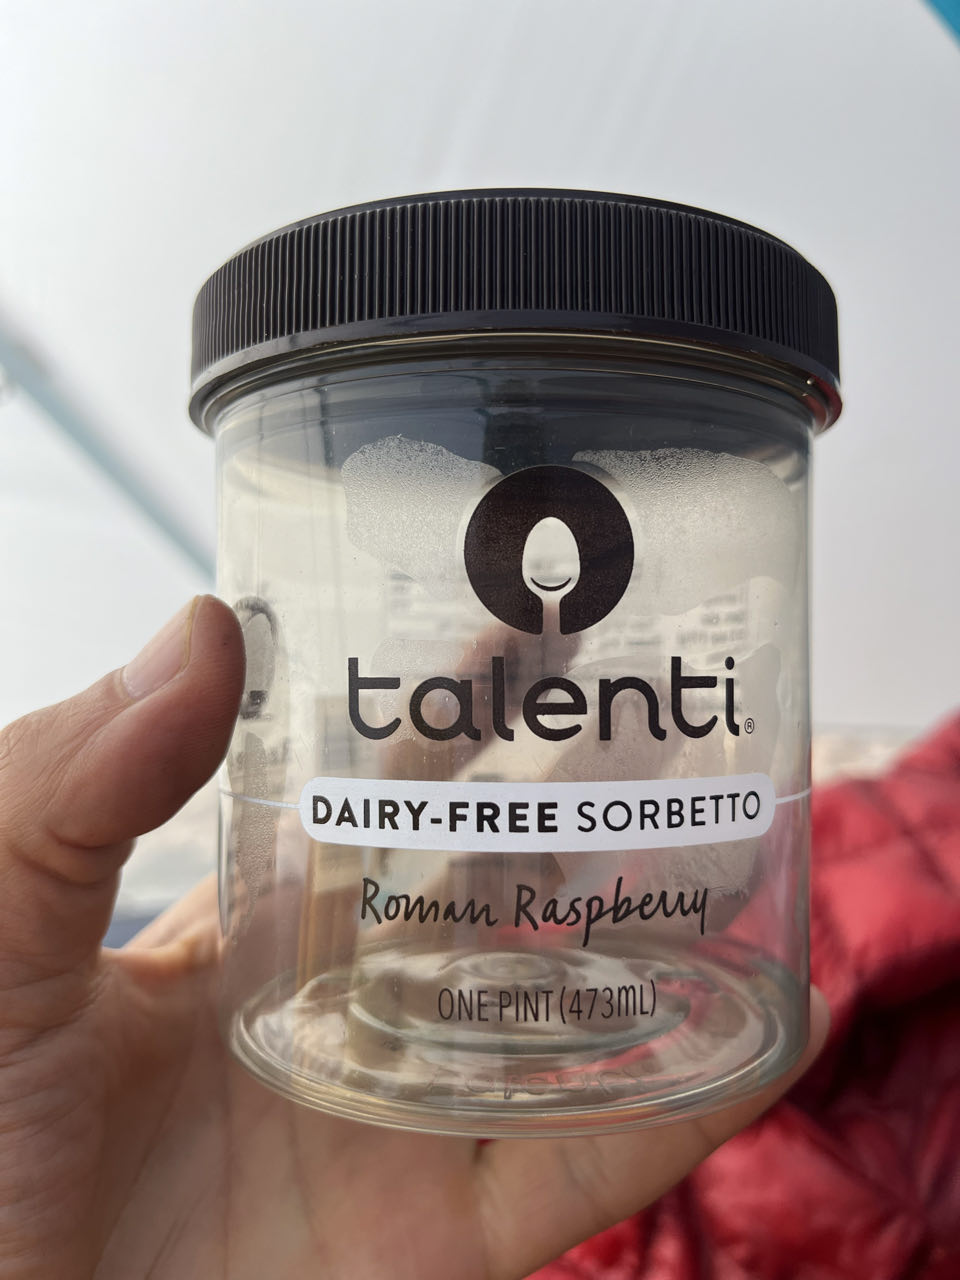 talenti®
DAIRY-FREE SORBETTO
Roman Raspberry
ONE PINT (473mL)